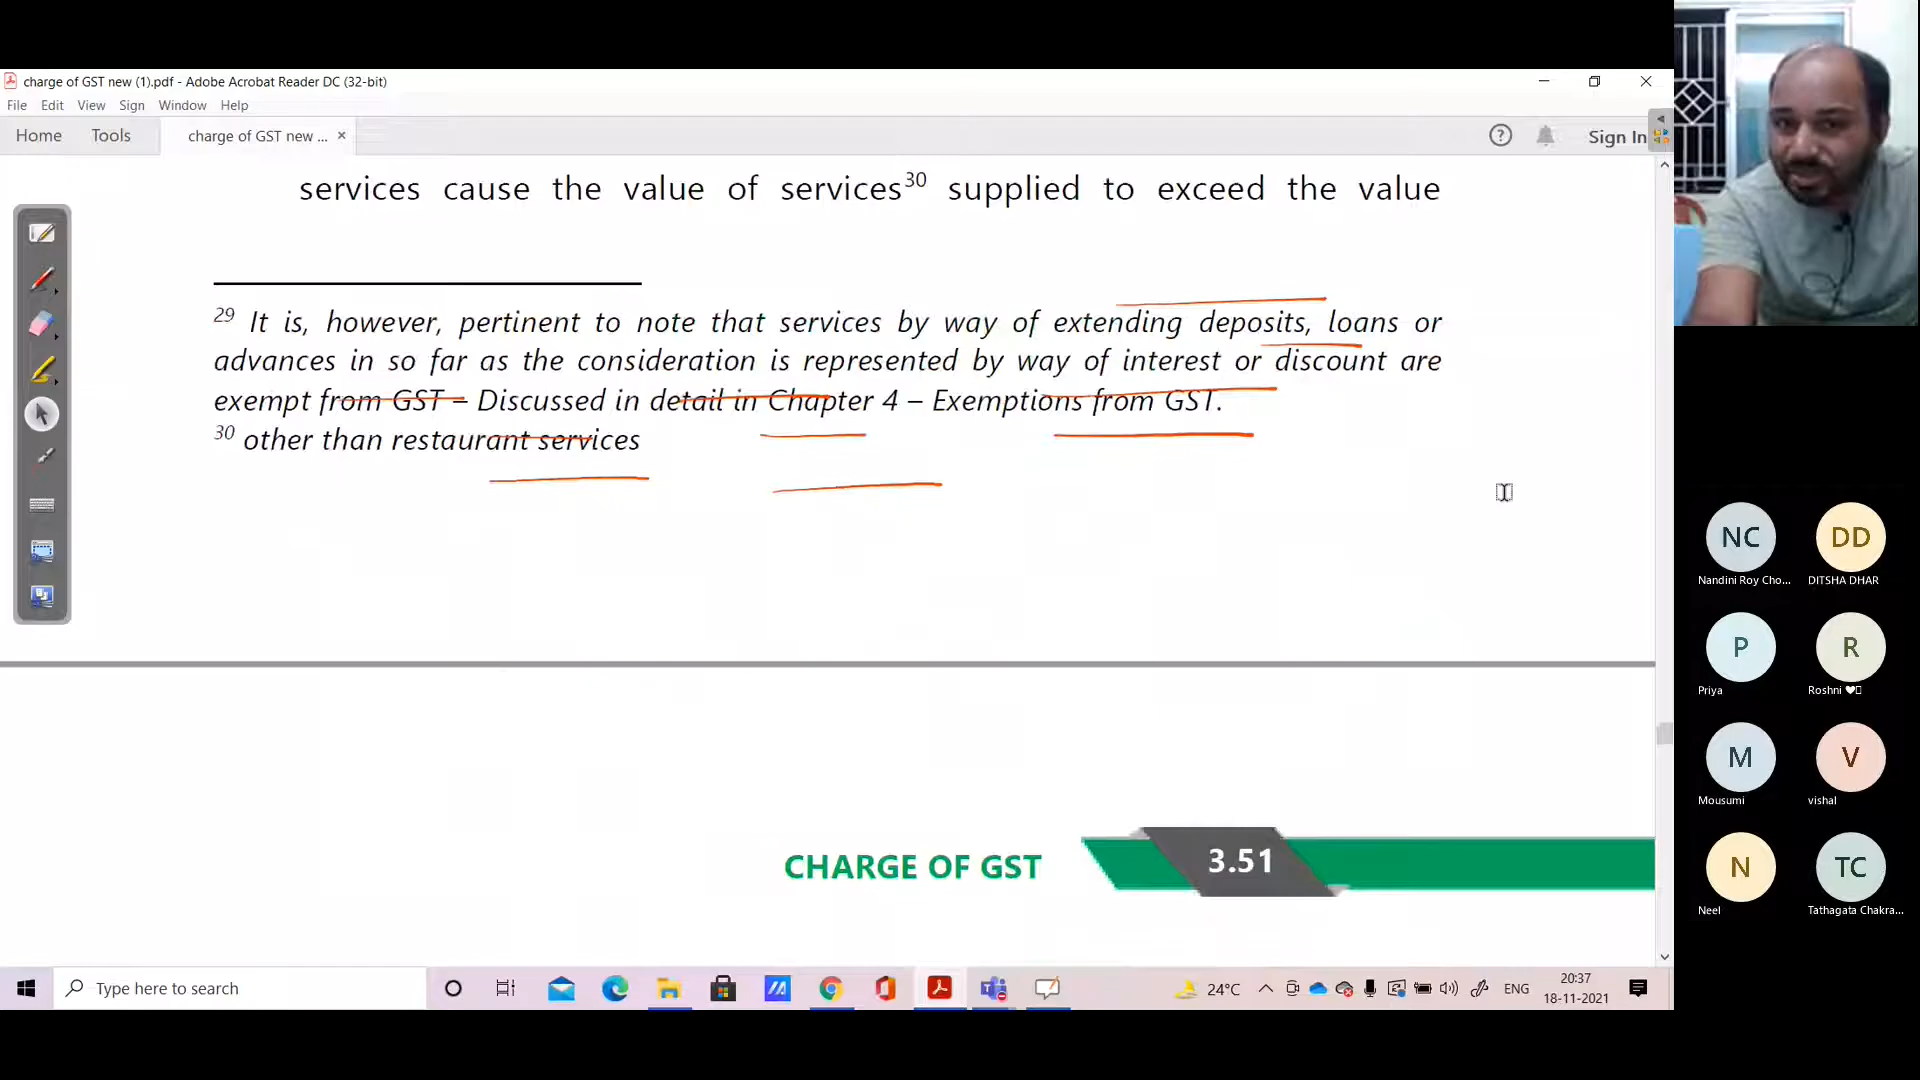 charge of GST new (1).pdf - Adobe Acrobat Reader DC (32-bit)
File Edit View Sign Window Help
Home Tools charge of GST new ... ×
Sign In
services cause the value of services30 supplied to exceed the value
29 It is, however, pertinent to note that services by way of extending deposits, loans or
advances in so far as the consideration is represented by way of interest or discount are
exempt from GST – Discussed in detail in Chapter 4 – Exemptions from GST.
30 other than restaurant services
CHARGE OF GST 3.51
NC DD
Nandini Roy Cho... DITSHA DHAR
P R
Priya Roshni ❤
M V
Mousumi vishal
N TC
Neel Tathagata Chakra...
Type here to search
24°C
ENG
20:37
18-11-2021